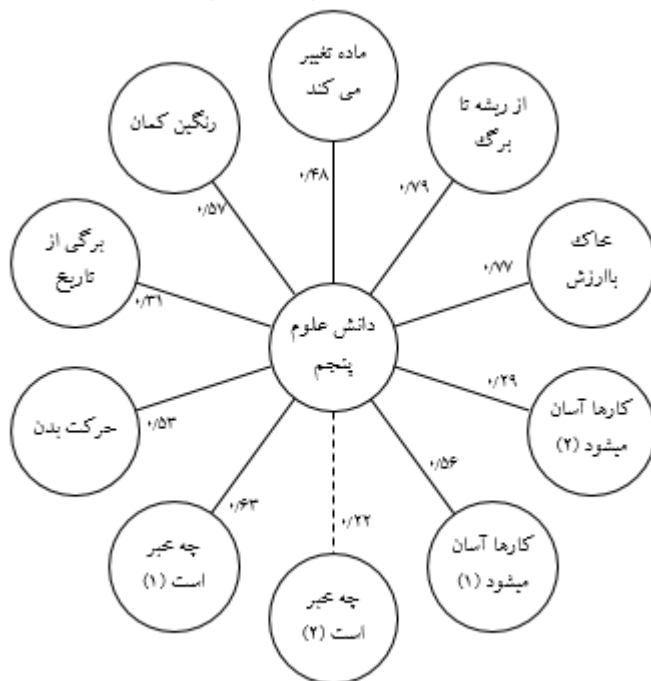 ماده تغییر
می کند
از ریشه تا
برگ
رنگین کمان
۰/۴۸
۰/۷۹
۰/۵۷
برگی از
تاریخ
خاک
باارزش
۰/۷۷
۰/۳۱
دانش علوم
پنجم
۰/۲۹
کارها آسان
میشود (۲)
حرکت بدن
۰/۵۳
۰/۵۶
۰/۶۳
۰/۲۲
چه خبر
است (۱)
کارها آسان
میشود (۱)
چه خبر
است (۲)